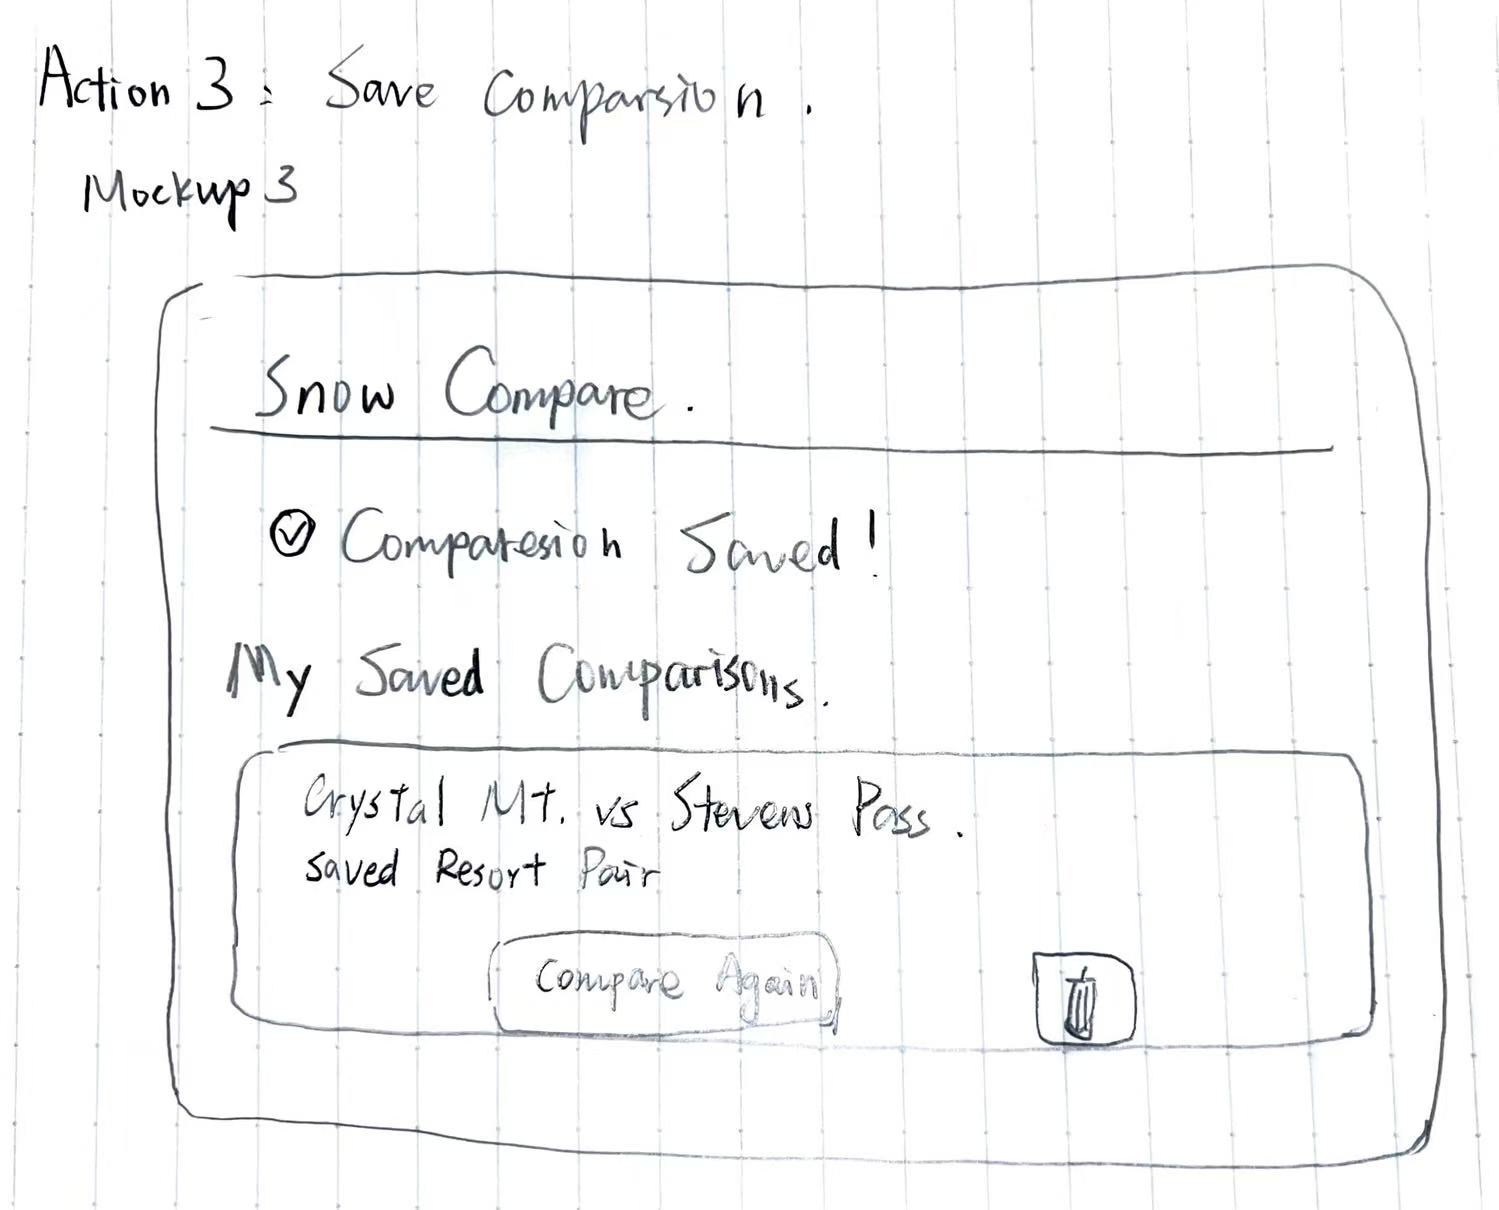 Action 3: Save Comparsion.
Mockup 3
Snow Compare.
Comparesion Saved!
My Saved Comparisons.
Crystal Mt. vs Stevens Pass.
saved Resort Pair
Compare Again